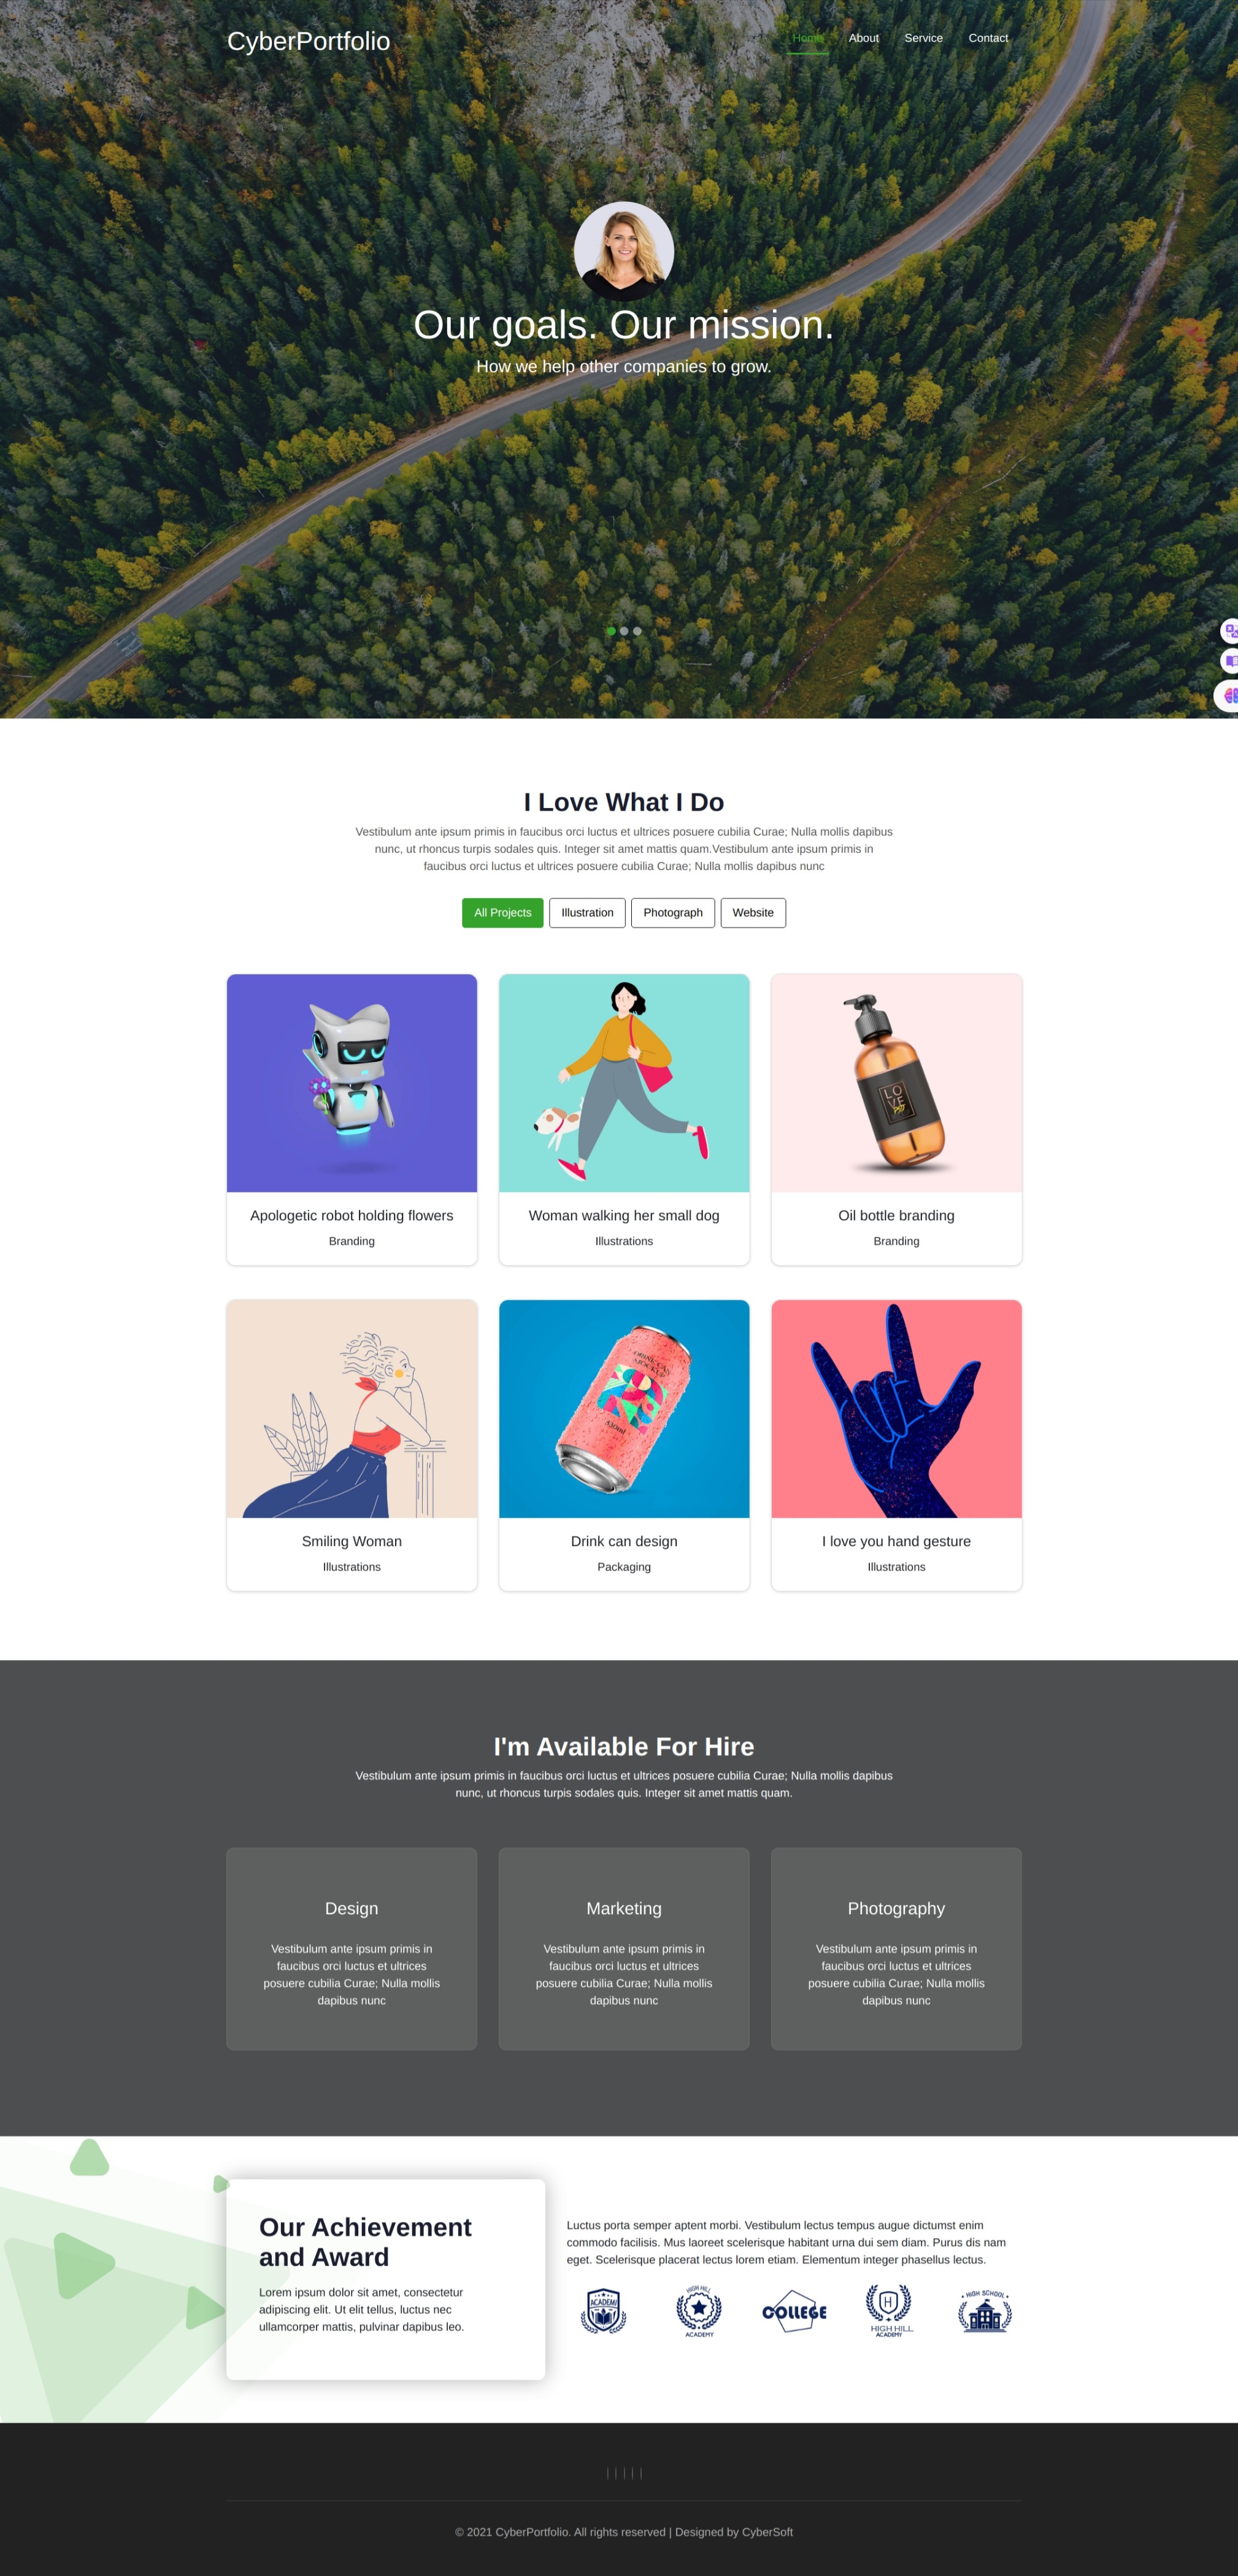 CyberPortfolio
Home About Service Contact
Our goals. Our mission.
How we help other companies to grow.
I Love What I Do
Vestibulum ante ipsum primis in faucibus orci luctus et ultrices posuere cubilia Curae; Nulla mollis dapibus
nunc, ut rhoncus turpis sodales quis. Integer sit amet mattis quam.Vestibulum ante ipsum primis in
faucibus orci luctus et ultrices posuere cubilia Curae; Nulla mollis dapibus nunc
All Projects Illustration Photograph Website
LO
VE
Apologetic robot holding flowers
Branding
Woman walking her small dog
Illustrations
Oil bottle branding
Branding
DRINK CAN
MOCKUP
330ml
Smiling Woman
Illustrations
Drink can design
Packaging
I love you hand gesture
Illustrations
I'm Available For Hire
Vestibulum ante ipsum primis in faucibus orci luctus et ultrices posuere cubilia Curae; Nulla mollis dapibus
nunc, ut rhoncus turpis sodales quis. Integer sit amet mattis quam.
Design
Vestibulum ante ipsum primis in
faucibus orci luctus et ultrices
posuere cubilia Curae; Nulla mollis
dapibus nunc
Marketing
Vestibulum ante ipsum primis in
faucibus orci luctus et ultrices
posuere cubilia Curae; Nulla mollis
dapibus nunc
Photography
Vestibulum ante ipsum primis in
faucibus orci luctus et ultrices
posuere cubilia Curae; Nulla mollis
dapibus nunc
Our Achievement
and Award
Lorem ipsum dolor sit amet, consectetur
adipiscing elit. Ut elit tellus, luctus nec
ullamcorper mattis, pulvinar dapibus leo.
Luctus porta semper aptent morbi. Vestibulum lectus tempus augue dictumst enim
commodo facilisis. Mus laoreet scelerisque habitant urna dui sem diam. Purus dis nam
eget. Scelerisque placerat lectus lorem etiam. Elementum integer phasellus lectus.
ACADEMI
HIGH HILL
ACADEMY
COLLEGE
H
HIGH HILL
ACADEMY
HIGH SCHOOL
© 2021 CyberPortfolio. All rights reserved | Designed by CyberSoft